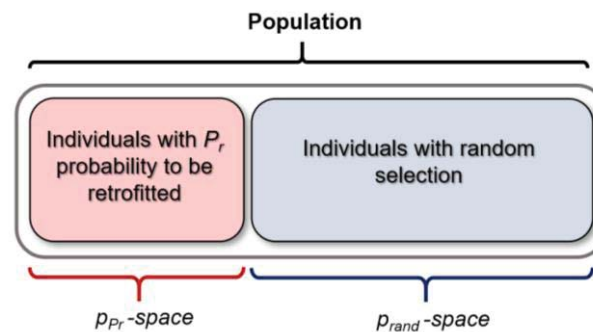 Population
Individuals with Pr
probability to be
retrofitted
Individuals with random
selection
pPr-space
prand-space